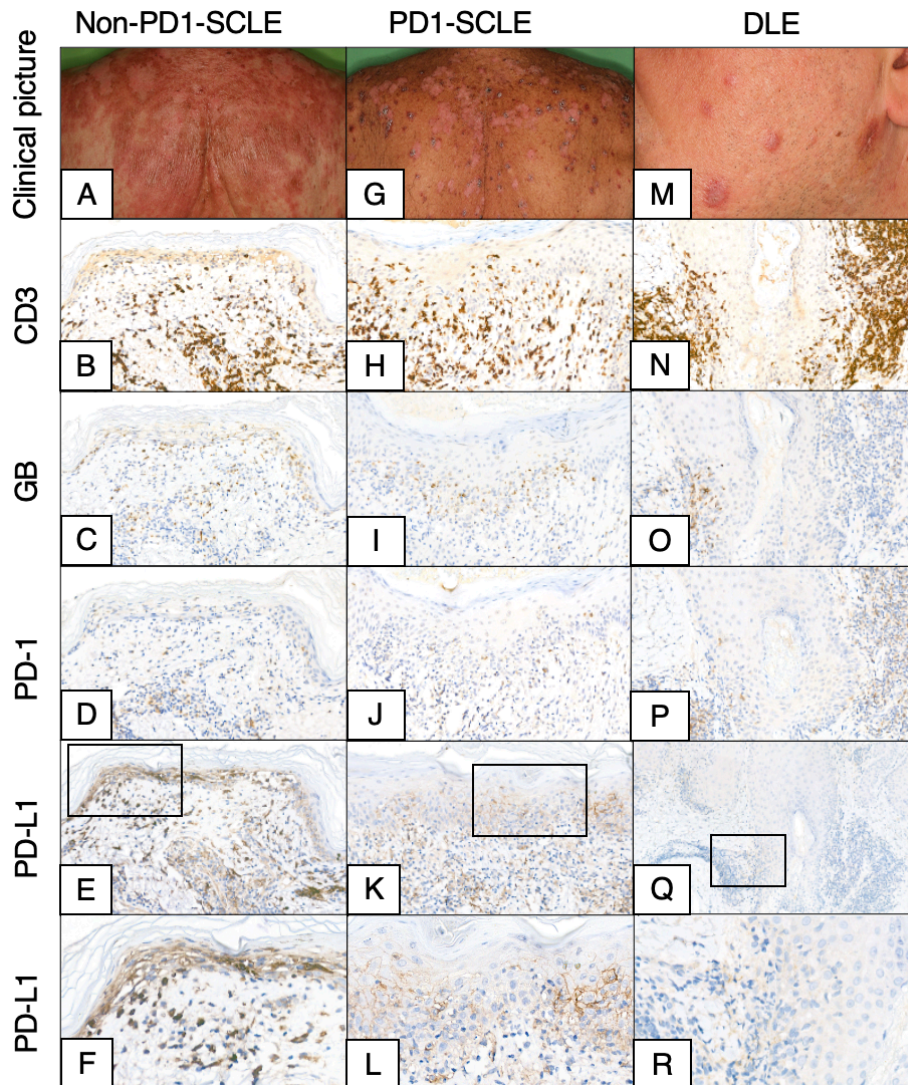 Non-PD1-SCLE PD1-SCLE DLE
Clinical picture A G M
CD3 B H N
GB C I O
PD-1 D J P
PD-L1 E K Q
PD-L1 F L R